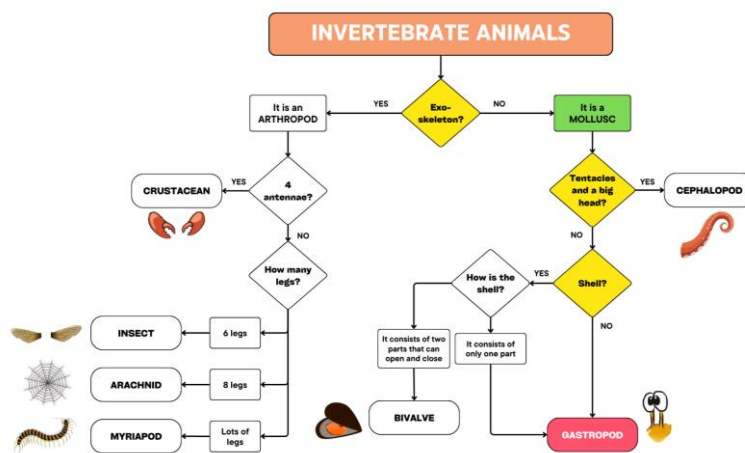 INVERTEBRATE ANIMALS
It is an
ARTHROPOD
YES
Exo-
skeleton?
NO
It is a
MOLLUSC
CRUSTACEAN
YES
4
antennae?
Tentacles
and a big
head?
YES
CEPHALOPOD
NO
NO
How many
legs?
How is the
shell?
YES
Shell?
INSECT
6 legs
It consists of two
parts that can
open and close
It consists of
only one part
NO
ARACHNID
8 legs
BIVALVE
MYRIAPOD
Lots of
legs
GASTROPOD